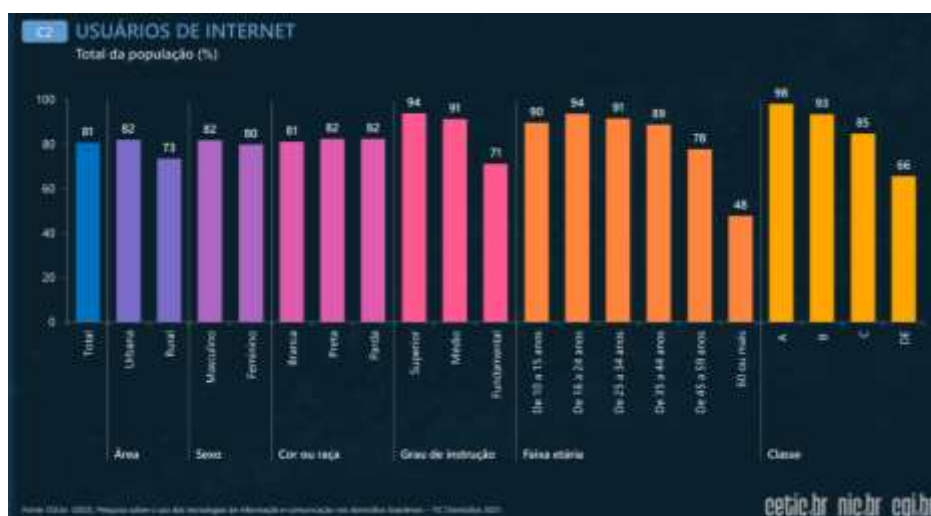 C2 USUÁRIOS DE INTERNET
Total da população (%)
100
80
60
40
20
0
81
82
73
82
80
81
82
82
94
91
71
90
94
91
89
78
48
98
93
85
66
Total
Urbana
Rural
Masculino
Feminino
Branca
Preta
Parda
Superior
Médio
Fundamental
De 10 a 15 anos
De 16 a 24 anos
De 25 a 34 anos
De 35 a 44 anos
De 45 a 59 anos
60 ou mais
A
B
C
DE
Área
Sexo
Cor ou raça
Grau de instrução
Faixa etária
Classe
cetic.br nic.br cgi.br